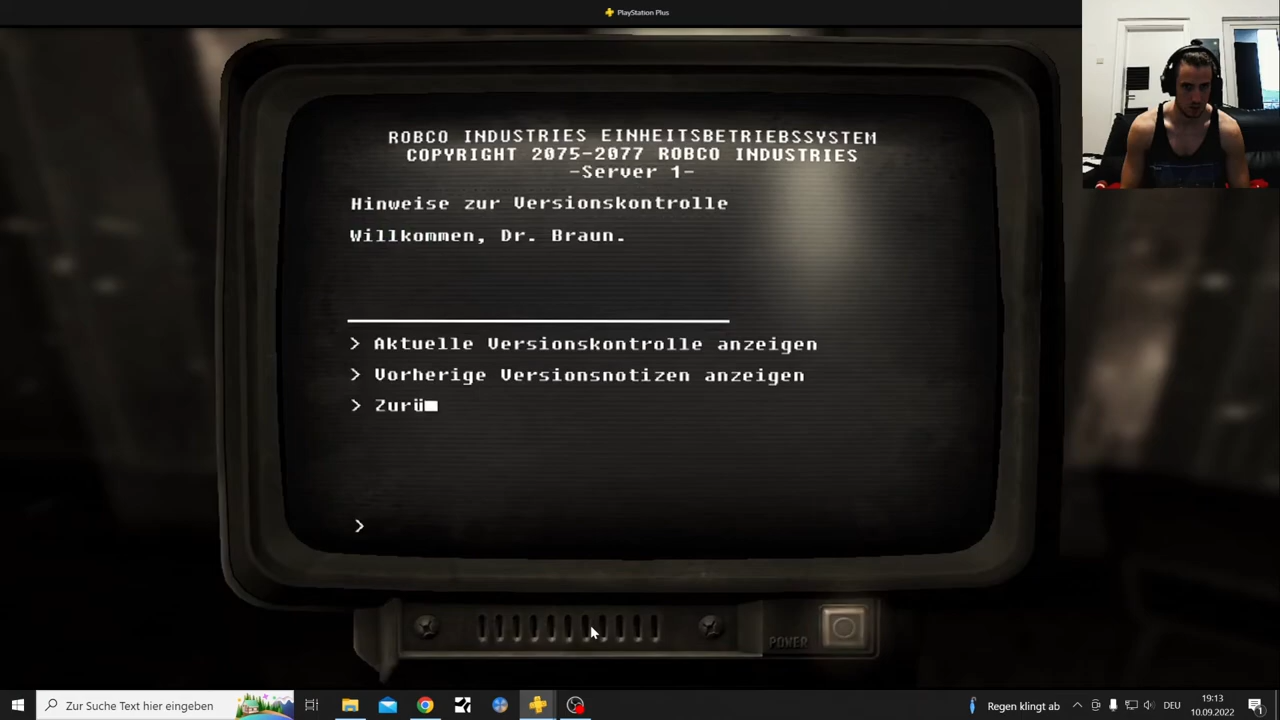 PlayStation Plus
ROBCO INDUSTRIES EINHEITSBETRIEBSSYSTEM
COPYRIGHT 2075-2077 ROBCO INDUSTRIES
-Server 1-
Hinweise zur Versionskontrolle
Willkommen, Dr. Braun.
> Aktuelle Versionskontrolle anzeigen
> Vorherige Versionsnotizen anzeigen
> Zurü
>
POWER
Zur Suche Text hier eingeben
Regen klingt ab
DEU
19:13
10.09.2022
1